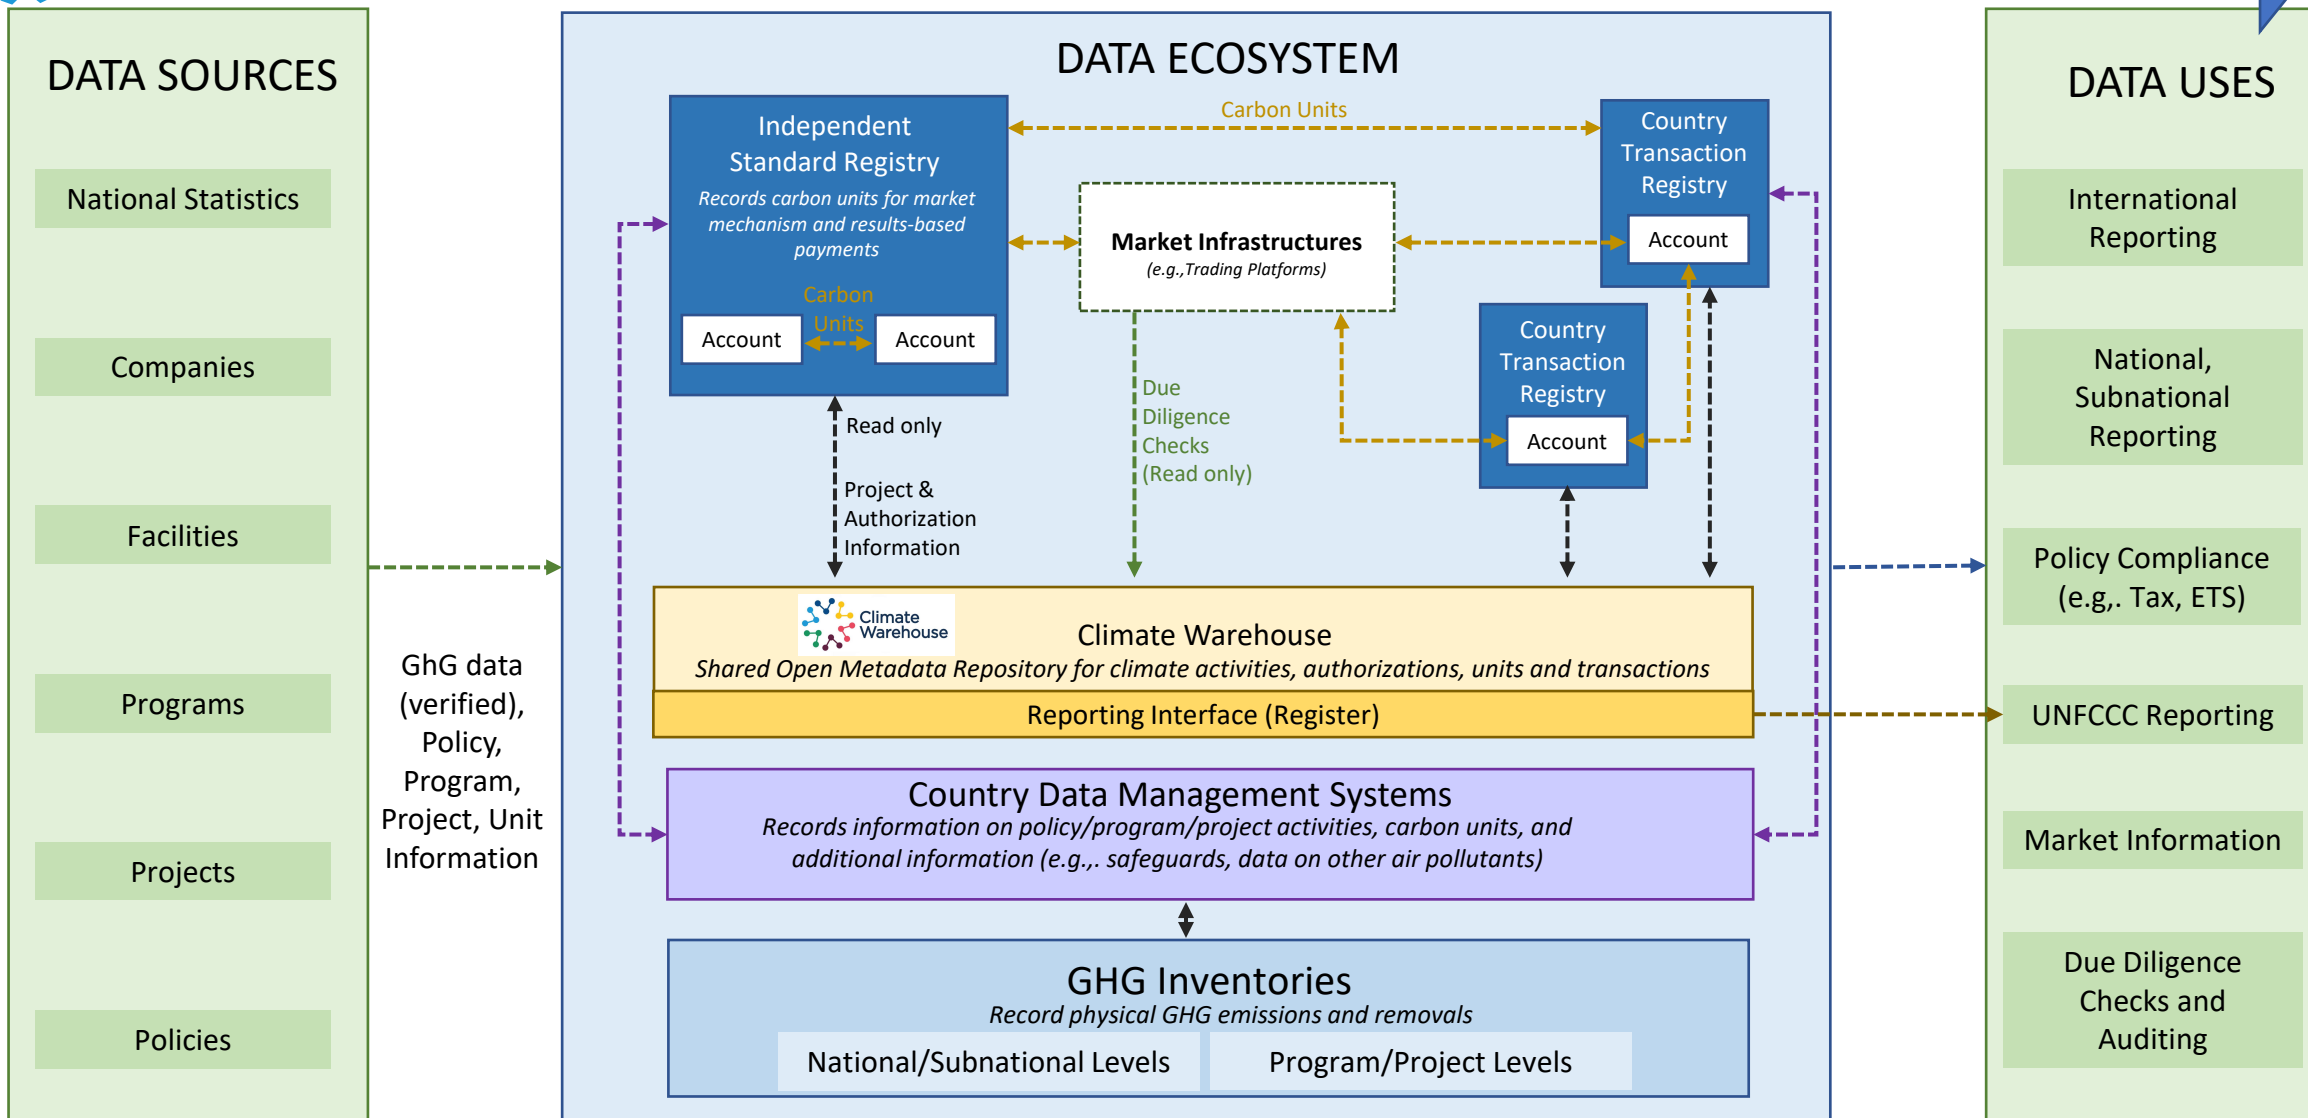 DATA SOURCES
National Statistics
Companies
Facilities
Programs
Projects
Policies
GhG data
(verified),
Policy,
Program,
Project, Unit
Information
DATA ECOSYSTEM
Independent
Standard Registry
Records carbon units for market
mechanism and results-based
payments
Carbon
Units
Account
Account
Carbon Units
Market Infrastructures
(e.g.,Trading Platforms)
Country
Transaction
Registry
Account
Country
Transaction
Registry
Account
Read only
Project &
Authorization
Information
Due
Diligence
Checks
(Read only)
Climate
Warehouse
Climate Warehouse
Shared Open Metadata Repository for climate activities, authorizations, units and transactions
Reporting Interface (Register)
Country Data Management Systems
Records information on policy/program/project activities, carbon units, and
additional information (e.g.,. safeguards, data on other air pollutants)
GHG Inventories
Record physical GHG emissions and removals
National/Subnational Levels
Program/Project Levels
DATA USES
International
Reporting
National,
Subnational
Reporting
Policy Compliance
(e.g,. Tax, ETS)
UNFCCC Reporting
Market Information
Due Diligence
Checks and
Auditing